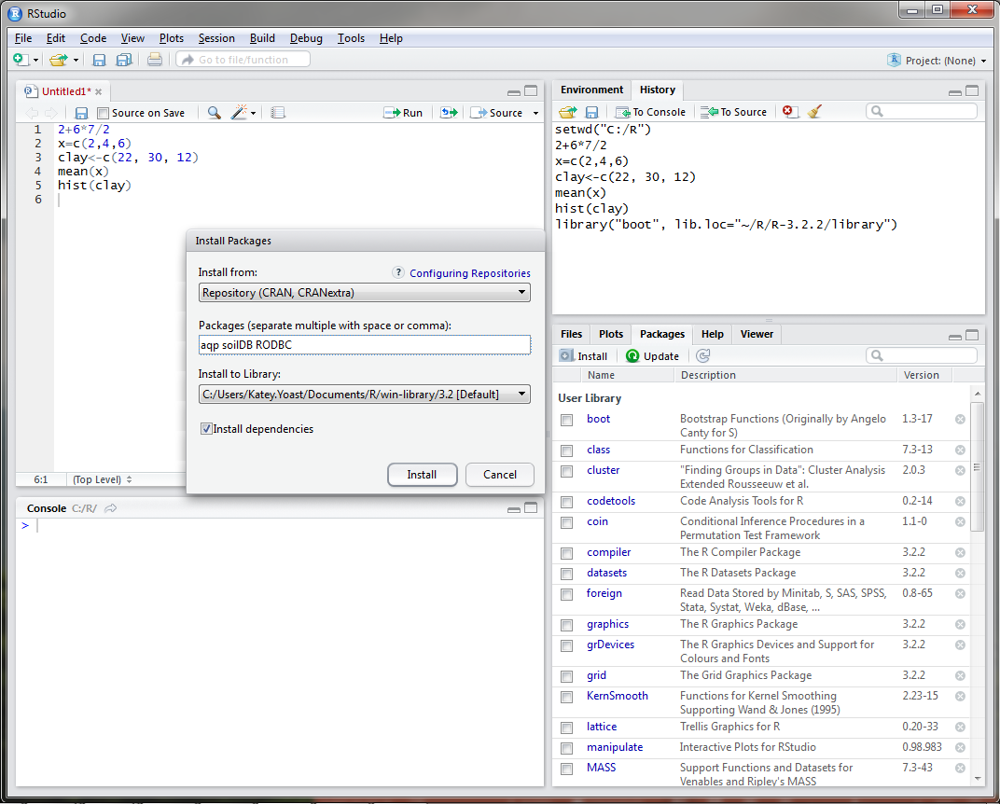 RStudio
File Edit Code View Plots Session Build Debug Tools Help
Go to file/function
Project: (None)
Untitled1*
Source on Save
Run
Source
1 2+6*7/2
2 x=c(2,4,6)
3 clay<-c(22, 30, 12)
4 mean(x)
5 hist(clay)
6
6:1 (Top Level)
Console C:/R/
>
Install Packages
Install from:
? Configuring Repositories
Repository (CRAN, CRANextra)
Packages (separate multiple with space or comma):
aqp soilDB RODBC
Install to Library:
C:/Users/Katey.Yoast/Documents/R/win-library/3.2 [Default]
Install dependencies
Install Cancel
Environment History
To Console To Source
setwd("C:/R")
2+6*7/2
x=c(2,4,6)
clay<-c(22, 30, 12)
mean(x)
hist(clay)
library("boot", lib.loc="~/R/R-3.2.2/library")
Files Plots Packages Help Viewer
Install Update
Name Description Version
User Library
boot Bootstrap Functions (Originally by Angelo 1.3-17
Canty for S)
class Functions for Classification 7.3-13
cluster "Finding Groups in Data": Cluster Analysis 2.0.3
Extended Rousseeuw et al.
codetools Code Analysis Tools for R 0.2-14
coin Conditional Inference Procedures in a 1.1-0
Permutation Test Framework
compiler The R Compiler Package 3.2.2
datasets The R Datasets Package 3.2.2
foreign Read Data Stored by Minitab, S, SAS, SPSS, 0.8-65
Stata, Systat, Weka, dBase, ...
graphics The R Graphics Package 3.2.2
grDevices The R Graphics Devices and Support for 3.2.2
Colours and Fonts
grid The Grid Graphics Package 3.2.2
KernSmooth Functions for Kernel Smoothing 2.23-15
Supporting Wand & Jones (1995)
lattice Trellis Graphics for R 0.20-33
manipulate Interactive Plots for RStudio 0.98.983
MASS Support Functions and Datasets for 7.3-43
Venables and Ripley's MASS